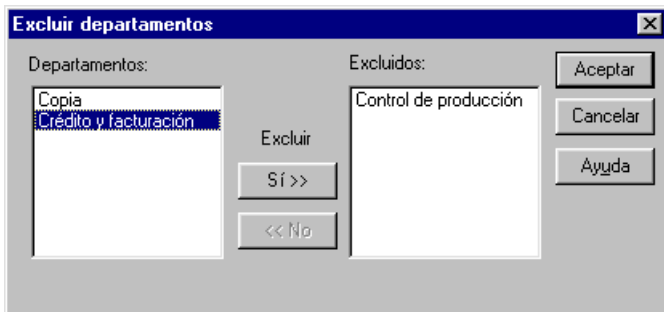 Excluir departamentos
Departamentos:
Copia
Crédito y facturación
Excluir
Sí >>
<< No
Excluidos:
Control de producción
Aceptar
Cancelar
Ayuda